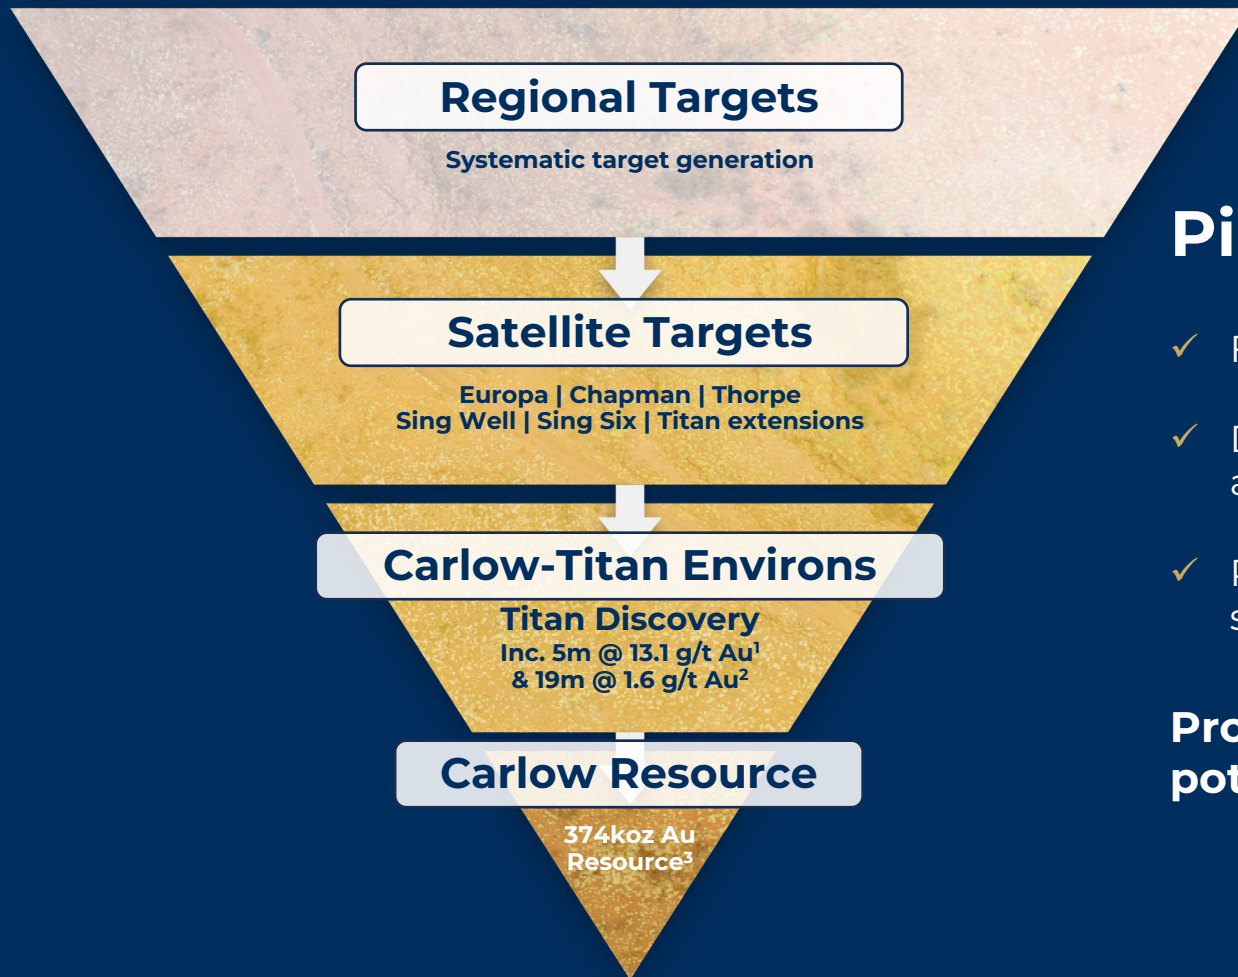 Regional Targets
Systematic target generation
Satellite Targets
Europa | Chapman | Thorpe
Sing Well | Sing Six | Titan extensions
Carlow-Titan Environs
Titan Discovery
Inc. 5m @ 13.1 g/t Au¹
& 19m @ 1.6 g/t Au²
Carlow Resource
374koz Au
Resource³
Pi
✓
✓ D
a
✓
s
Pro
pot